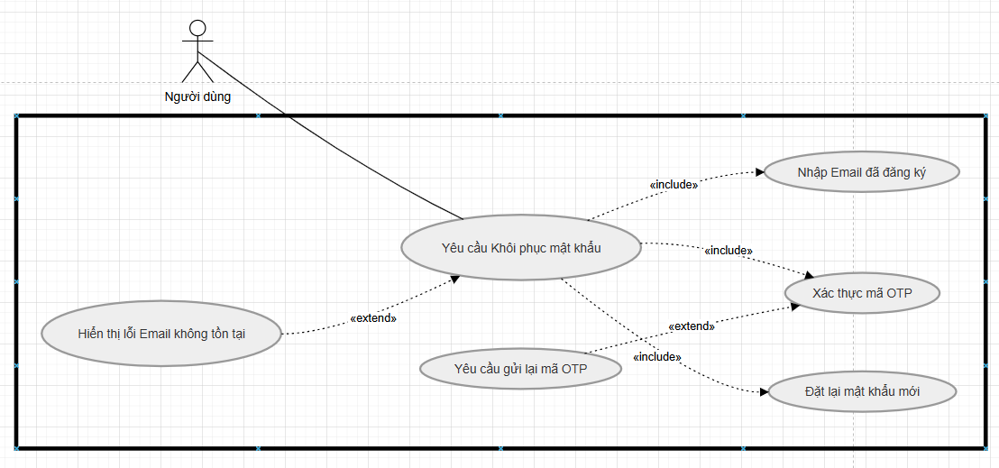 Người dùng
Nhập Email đã đăng ký
«include»
Yêu cầu Khôi phục mật khẩu
«include»
Xác thực mã OTP
«extend»
«extend»
Hiển thị lỗi Email không tồn tại
«include»
Yêu cầu gửi lại mã OTP
Đặt lại mật khẩu mới